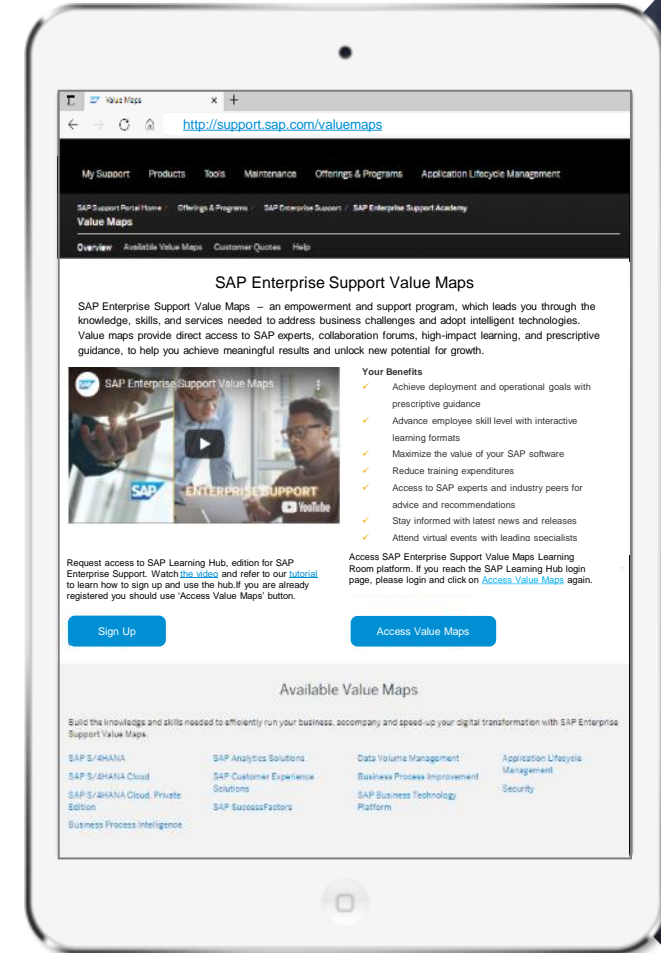 Value Maps
http://support.sap.com/valuemaps
My Support Products Tools Maintenance Offerings & Programs Application Lifecycle Management
SAP Support Portal Home / Offerings & Programs / SAP Enterprise Support / SAP Enterprise Support Academy
Value Maps
Overview Available Value Maps Customer Quotes Help
SAP Enterprise Support Value Maps
SAP Enterprise Support Value Maps – an empowerment and support program, which leads you through the
knowledge, skills, and services needed to address business challenges and adopt intelligent technologies.
Value maps provide direct access to SAP experts, collaboration forums, high-impact learning, and prescriptive
guidance, to help you achieve meaningful results and unlock new potential for growth.
SAP Enterprise Support Value Maps
SAP ENTERPRISE SUPPORT
YouTube
Your Benefits
✓ Achieve deployment and operational goals with
prescriptive guidance
✓ Advance employee skill level with interactive
learning formats
✓ Maximize the value of your SAP software
✓ Reduce training expenditures
✓ Access to SAP experts and industry peers for
advice and recommendations
✓ Stay informed with latest news and releases
✓ Attend virtual events with leading specialists
Request access to SAP Learning Hub, edition for SAP
Enterprise Support. Watch the video and refer to our tutorial
to learn how to sign up and use the hub.If you are already
registered you should use ‘Access Value Maps’ button.
Sign Up
Access SAP Enterprise Support Value Maps Learning
Room platform. If you reach the SAP Learning Hub login
page, please login and click on Access Value Maps again.
Access Value Maps
Available Value Maps
Build the knowledge and skills needed to efficiently run your business, accompany and speed-up your digital transformation with SAP Enterprise
Support Value Maps.
SAP S/4HANA
SAP S/4HANA Cloud
SAP S/4HANA Cloud, Private
Edition
Business Process Intelligence
SAP Analytics Solutions
SAP Customer Experience
Solutions
SAP SuccessFactors
Data Volume Management
Business Process Improvement
SAP Business Technology
Platform
Application Lifecycle
Management
Security